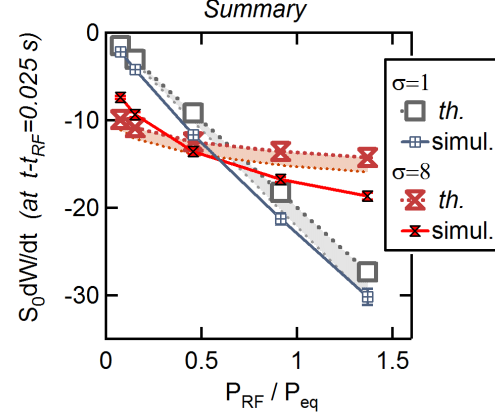 Summary
S0dW/dt (at t-tRF=0.025 s)
0
-10
-20
-30
0
0.5
1
1.5
PRF / Peq
σ=1
th.
simul.
σ=8
th.
simul.